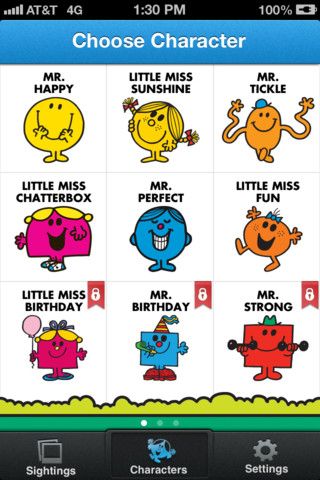 AT&T 4G 1:30 PM 100%
Choose Character
MR.
HAPPY
LITTLE MISS
SUNSHINE
MR.
TICKLE
LITTLE MISS
CHATTERBOX
MR.
PERFECT
LITTLE MISS
FUN
LITTLE MISS
BIRTHDAY
MR.
BIRTHDAY
MR.
STRONG
Sightings Characters Settings